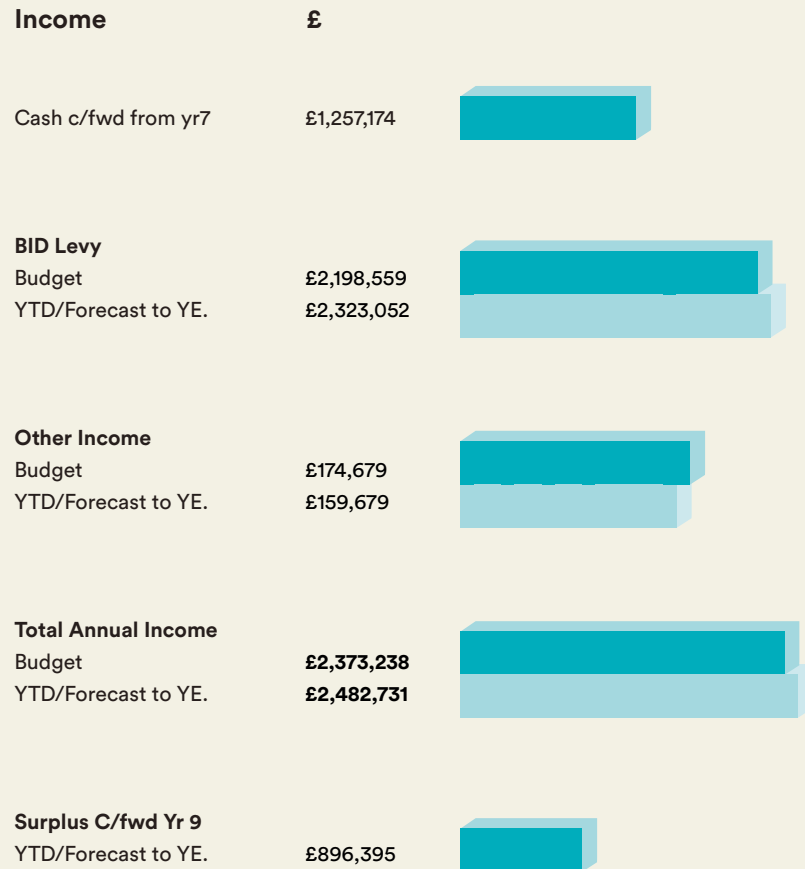 Income £
Cash c/fwd from yr7 £1,257,174
BID Levy
Budget £2,198,559
YTD/Forecast to YE. £2,323,052
Other Income
Budget £174,679
YTD/Forecast to YE. £159,679
Total Annual Income
Budget £2,373,238
YTD/Forecast to YE. £2,482,731
Surplus C/fwd Yr 9
YTD/Forecast to YE. £896,395